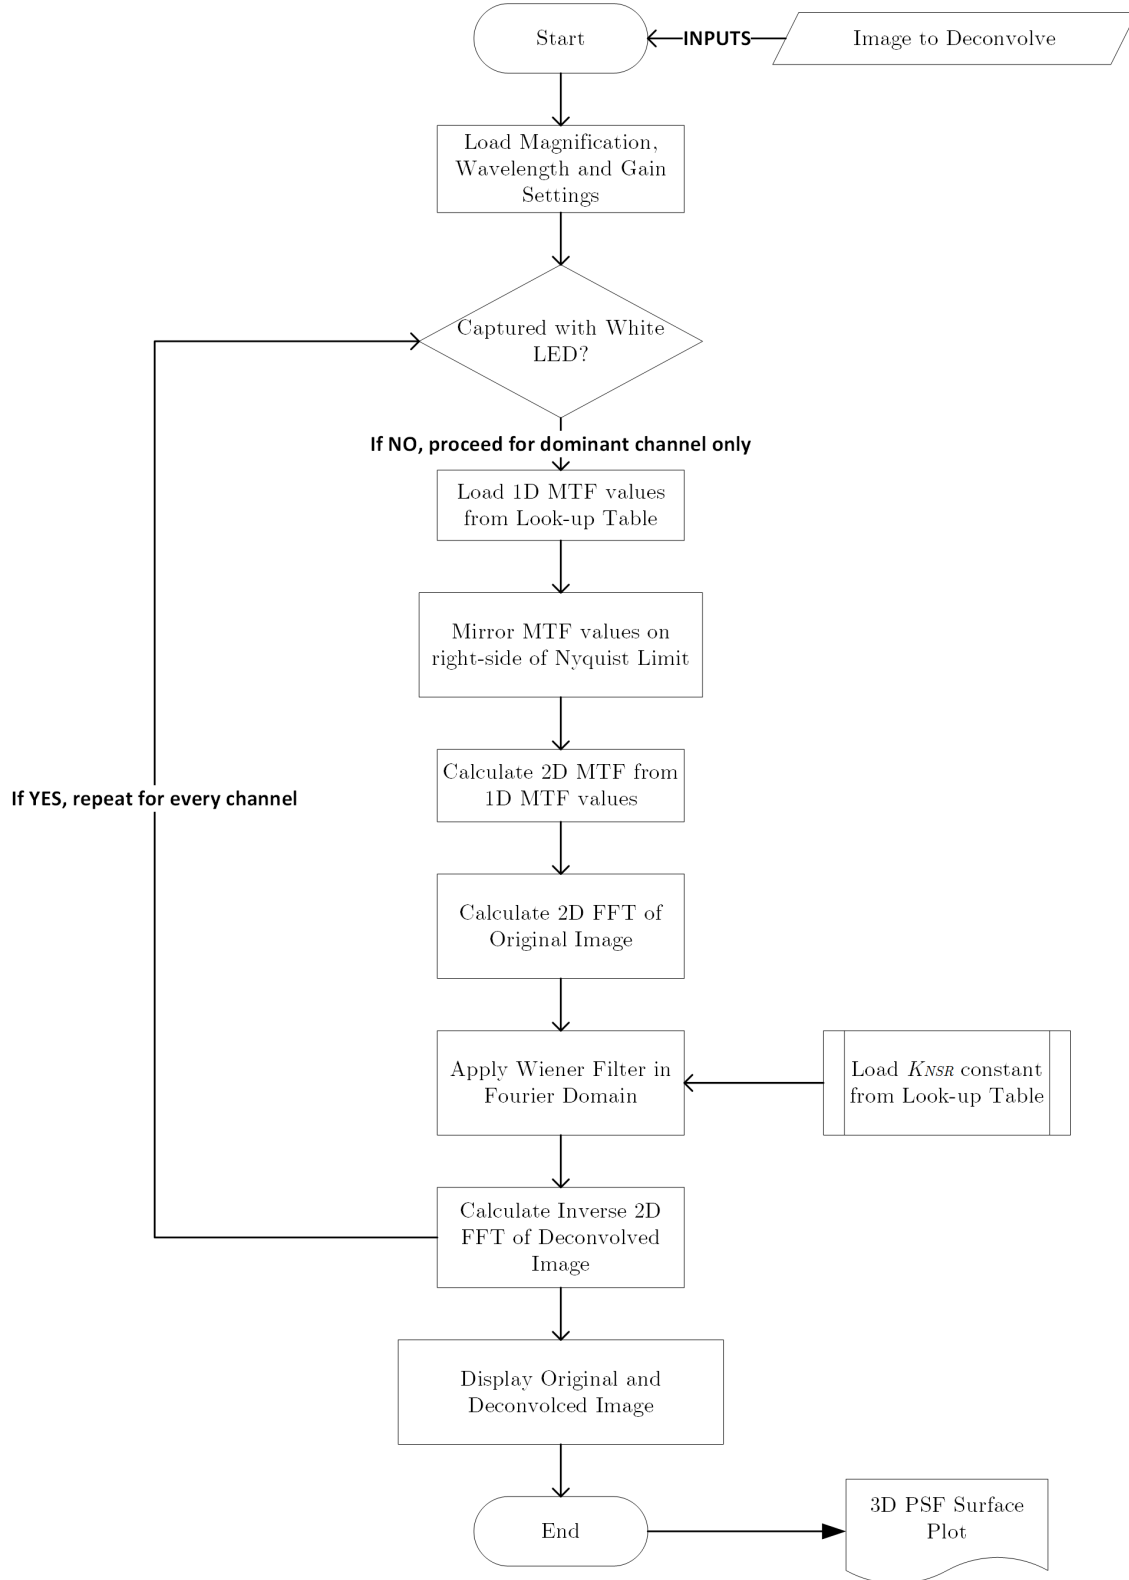 Start
INPUTS
Image to Deconvolve
Load Magnification,
Wavelength and Gain
Settings
Captured with White
LED?
If NO, proceed for dominant channel only
Load 1D MTF values
from Look-up Table
Mirror MTF values on
right-side of Nyquist Limit
Calculate 2D MTF from
1D MTF values
If YES, repeat for every channel
Calculate 2D FFT of
Original Image
Apply Wiener Filter in
Fourier Domain
Load KNSR constant
from Look-up Table
Calculate Inverse 2D
FFT of Deconvolved
Image
Display Original and
Deconvolced Image
End
3D PSF Surface
Plot